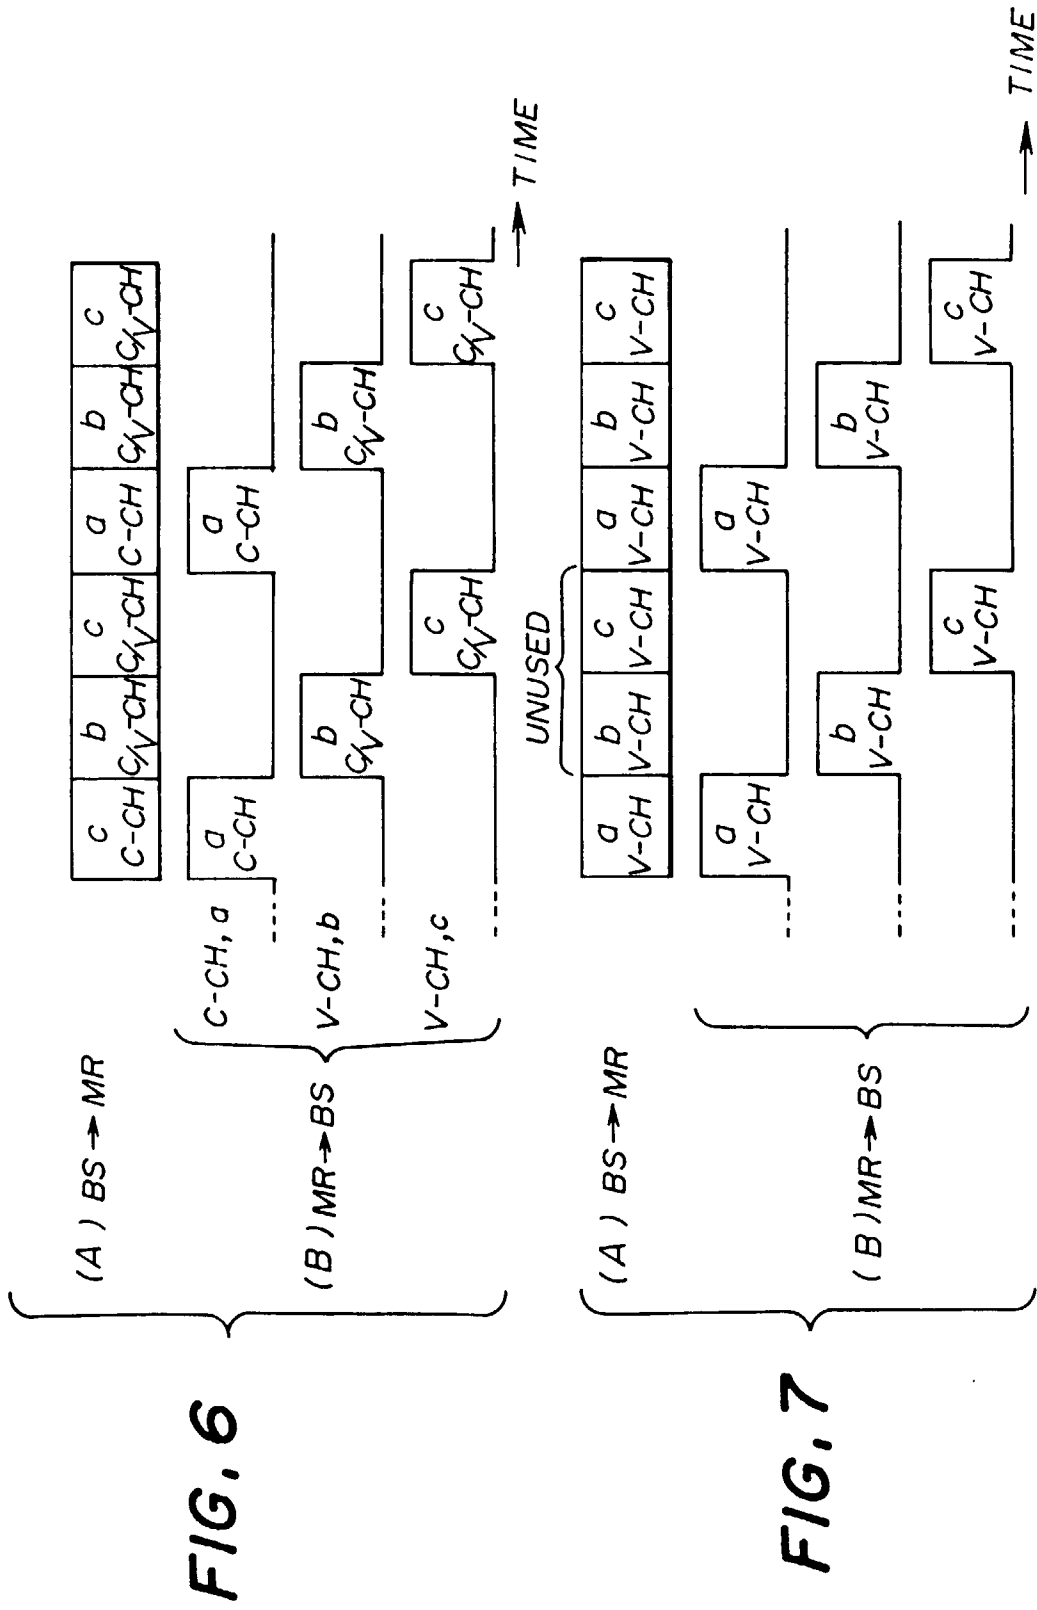 FIG. 6
(A) BS→MR
c b c a b c
C-CH C/V-CH C/V-CH C-CH C/V-CH C/V-CH
(B) MR→BS
C-CH, a
a a
C-CH C-CH
V-CH, b
b b
C/V-CH C/V-CH
V-CH, c
c c
C/V-CH C/V-CH
→ TIME
FIG. 7
(A) BS→MR
UNUSED
a b c a b c
V-CH V-CH V-CH V-CH V-CH V-CH
(B) MR→BS
a a
V-CH V-CH
b b
V-CH V-CH
c c
V-CH V-CH
→ TIME